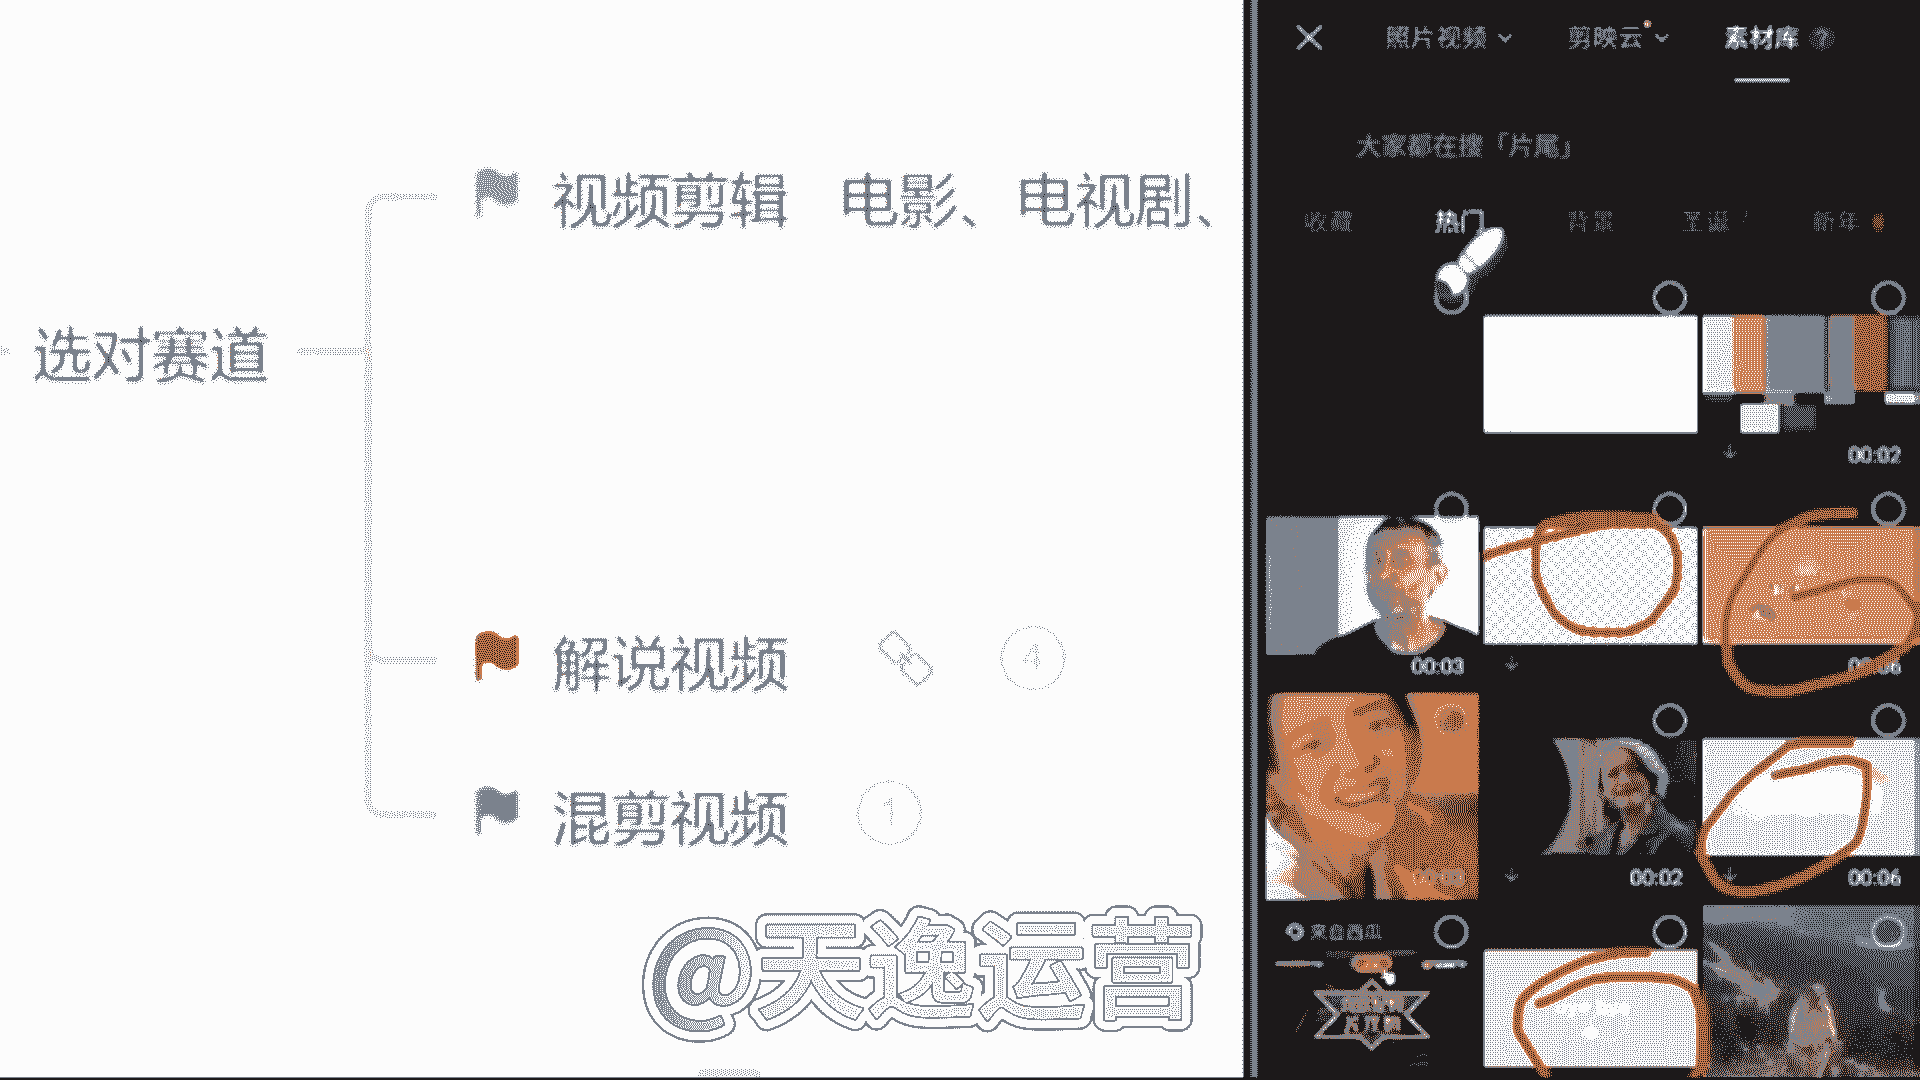 选对赛道
视频剪辑 电影、电视剧、
解说视频 4
混剪视频 1
@天逸运营
照片视频 剪映云 素材库 ?
大家都在搜「片尾」
收藏 热门 背景 圣诞 新年
00:02
00:03
00:06
00:02
00:06
来自西瓜